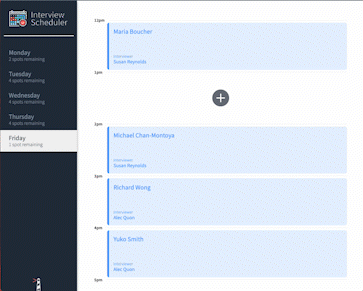 Interview
Scheduler
Monday
2 spots remaining
Tuesday
4 spots remaining
Wednesday
4 spots remaining
Thursday
4 spots remaining
Friday
1 spot remaining
12pm
Maria Boucher
Interviewer
Susan Reynolds
1pm
2pm
Michael Chan-Montoya
Interviewer
Susan Reynolds
3pm
Richard Wong
Interviewer
Alec Quon
4pm
Yuko Smith
Interviewer
Alec Quon
5pm